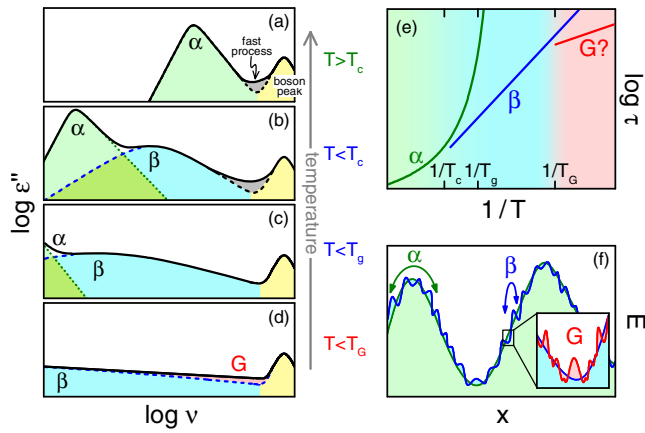 (a)
α
fast
process
boson
peak
T>Tc
(b)
α
β
T<Tc
(c)
α
β
T<Tg
(d)
β
G
T<TG
log ε''
log ν
temperature
(e)
G?
β
α
1/Tc 1/Tg 1/TG
1/T
log τ
(f)
α
β
G
E
x